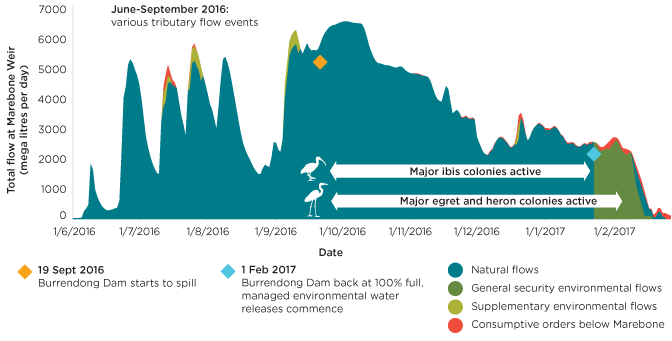 June-September 2016:
various tributary flow events
Total flow at Marebone Weir
(mega litres per day)
7000
6000
5000
4000
3000
2000
1000
0
Major ibis colonies active
Major egret and heron colonies active
1/6/2016 1/7/2016 1/8/2016 1/9/2016 1/10/2016 1/11/2016 1/12/2016 1/1/2017 1/2/2017
Date
19 Sept 2016
Burrendong Dam starts to spill
1 Feb 2017
Burrendong Dam back at 100% full,
managed environmental water
releases commence
Natural flows
General security environmental flows
Supplementary environmental flows
Consumptive orders below Marebone